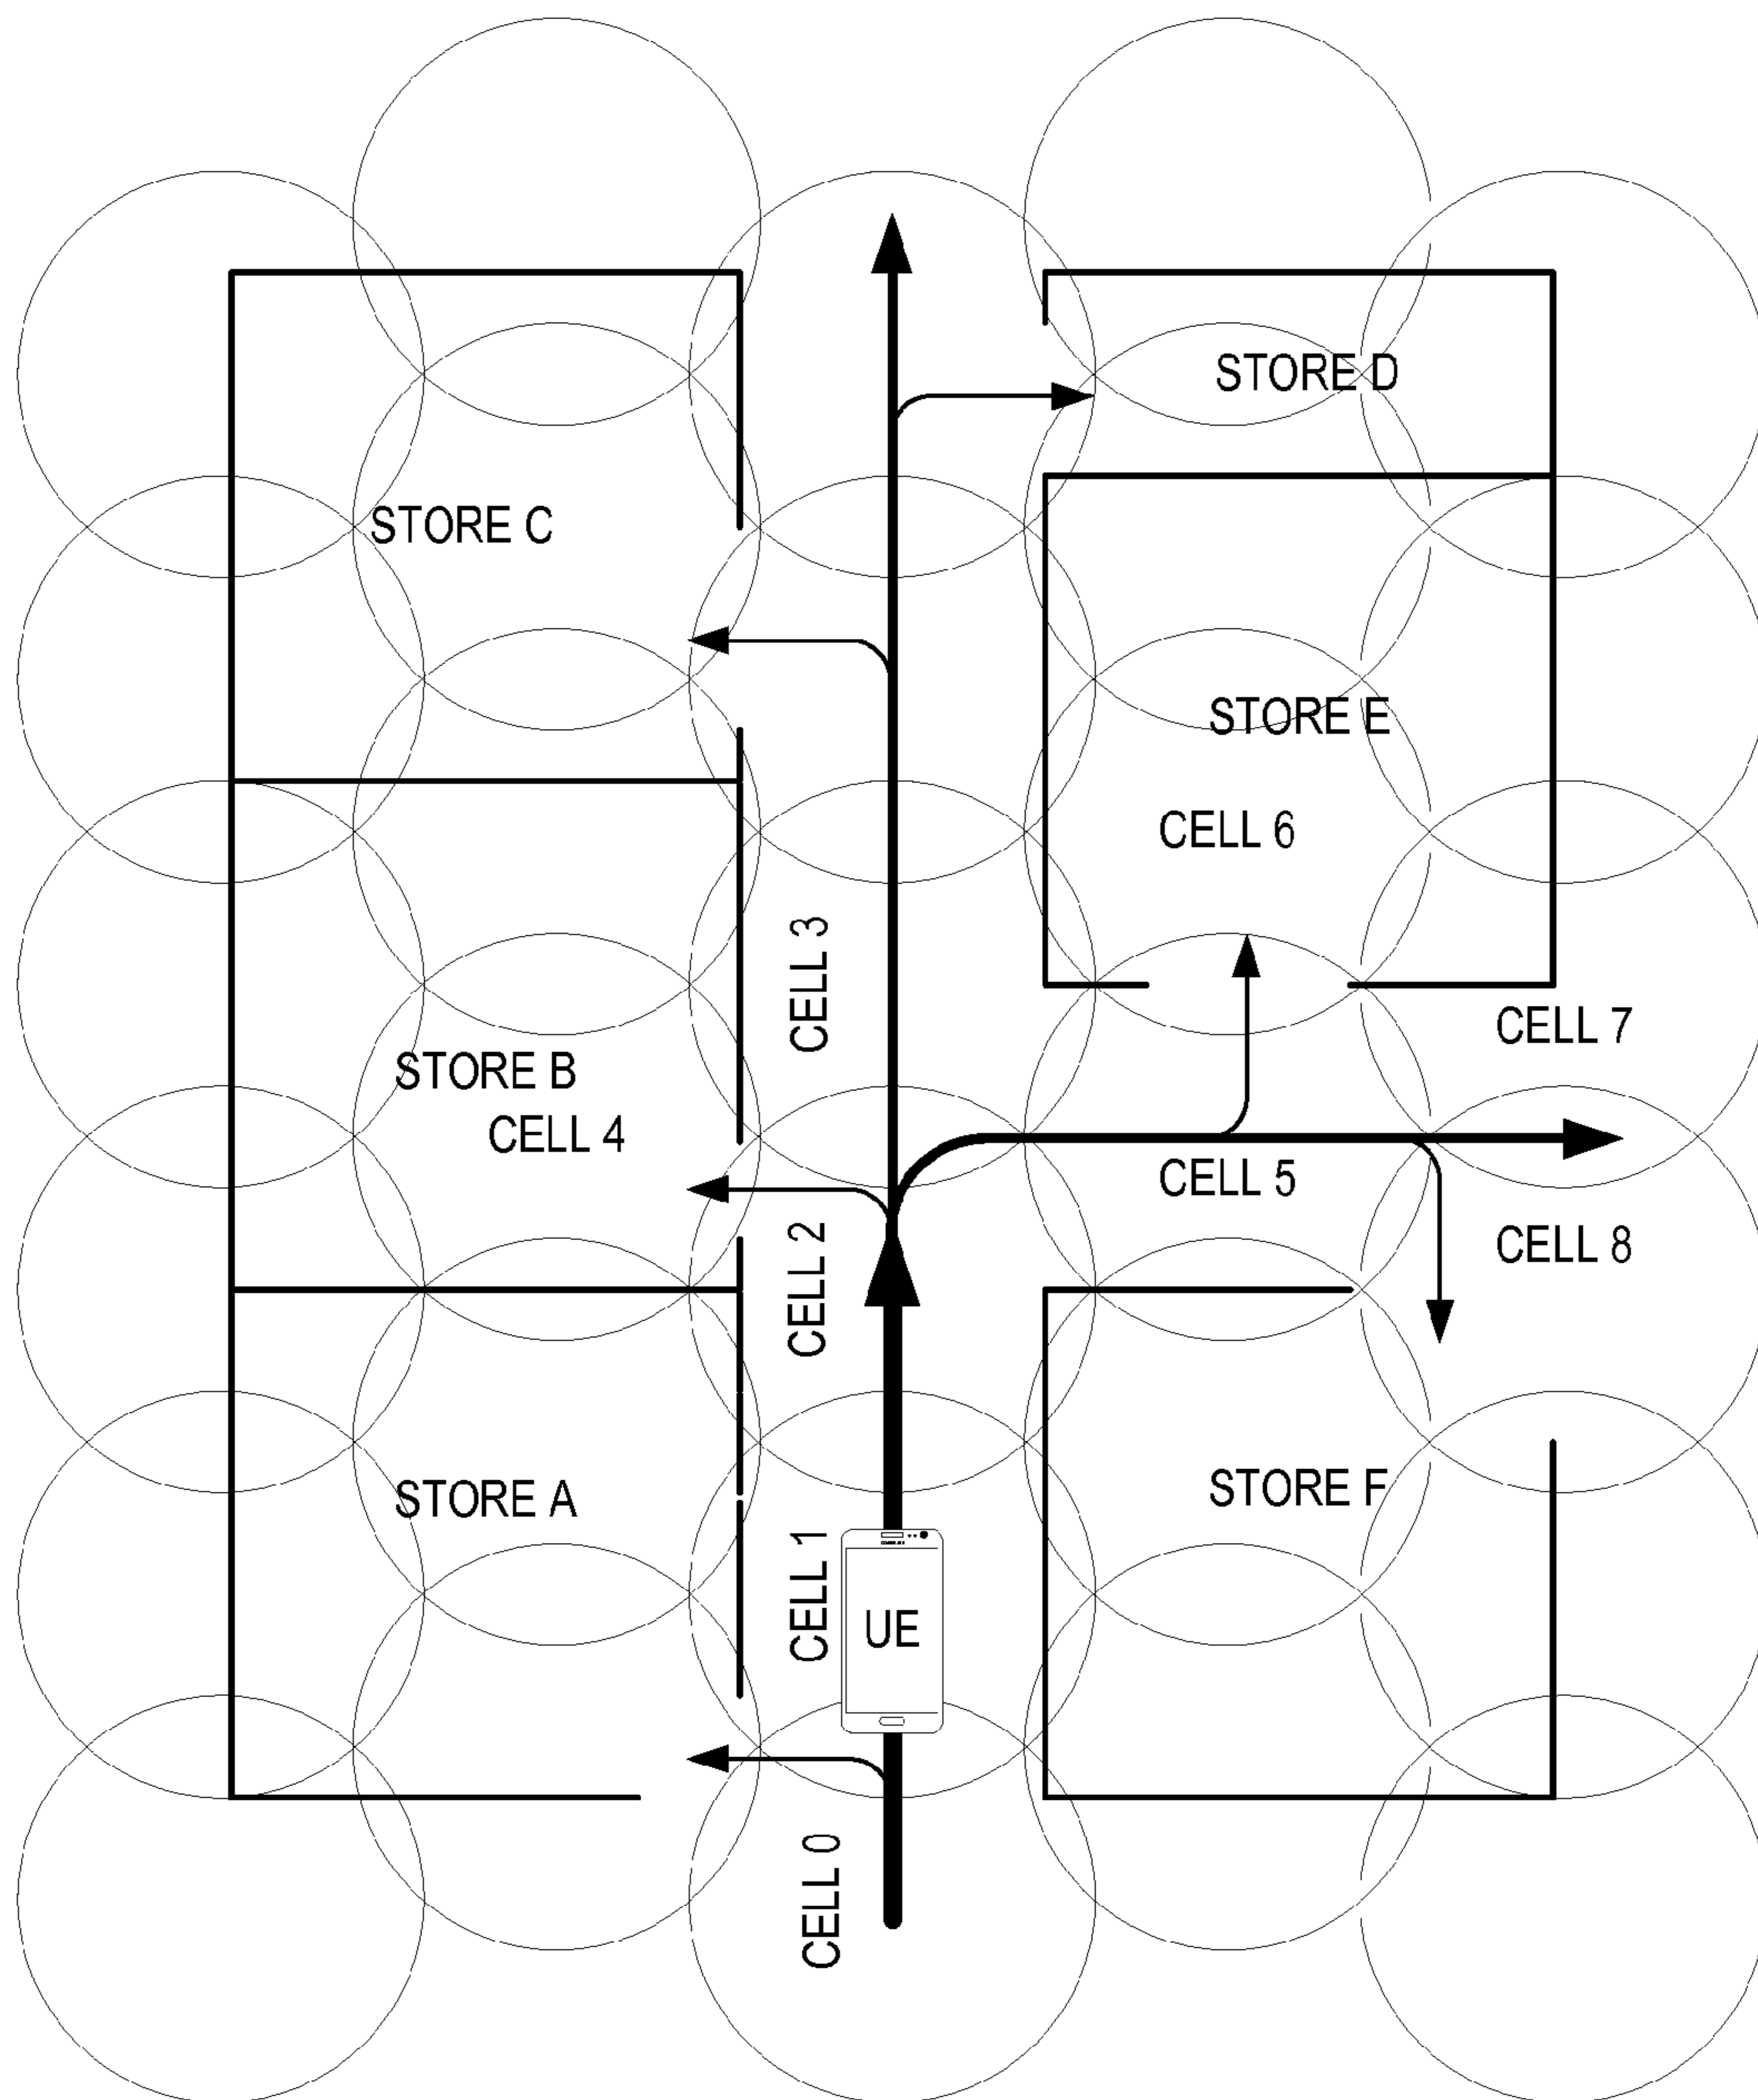 STORE D
STORE C
STORE E
CELL 6
CELL 3
CELL 7
STORE B
CELL 4
CELL 5
CELL 2
CELL 8
STORE A
STORE F
CELL 1
UE
CELL 0